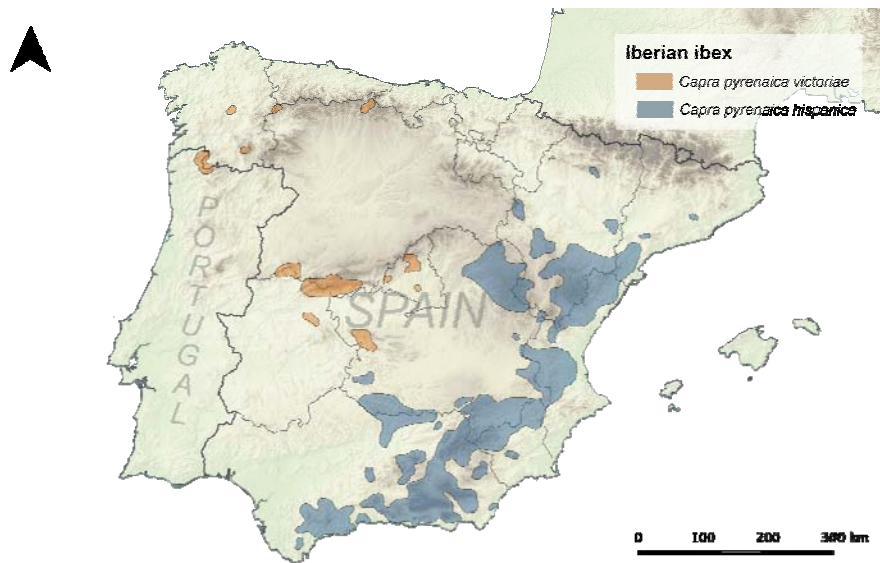 Iberian ibex
Capra pyrenaica victoriae
Capra pyrenaica hispanica
PORTUGAL
SPAIN
0 100 200 300 km